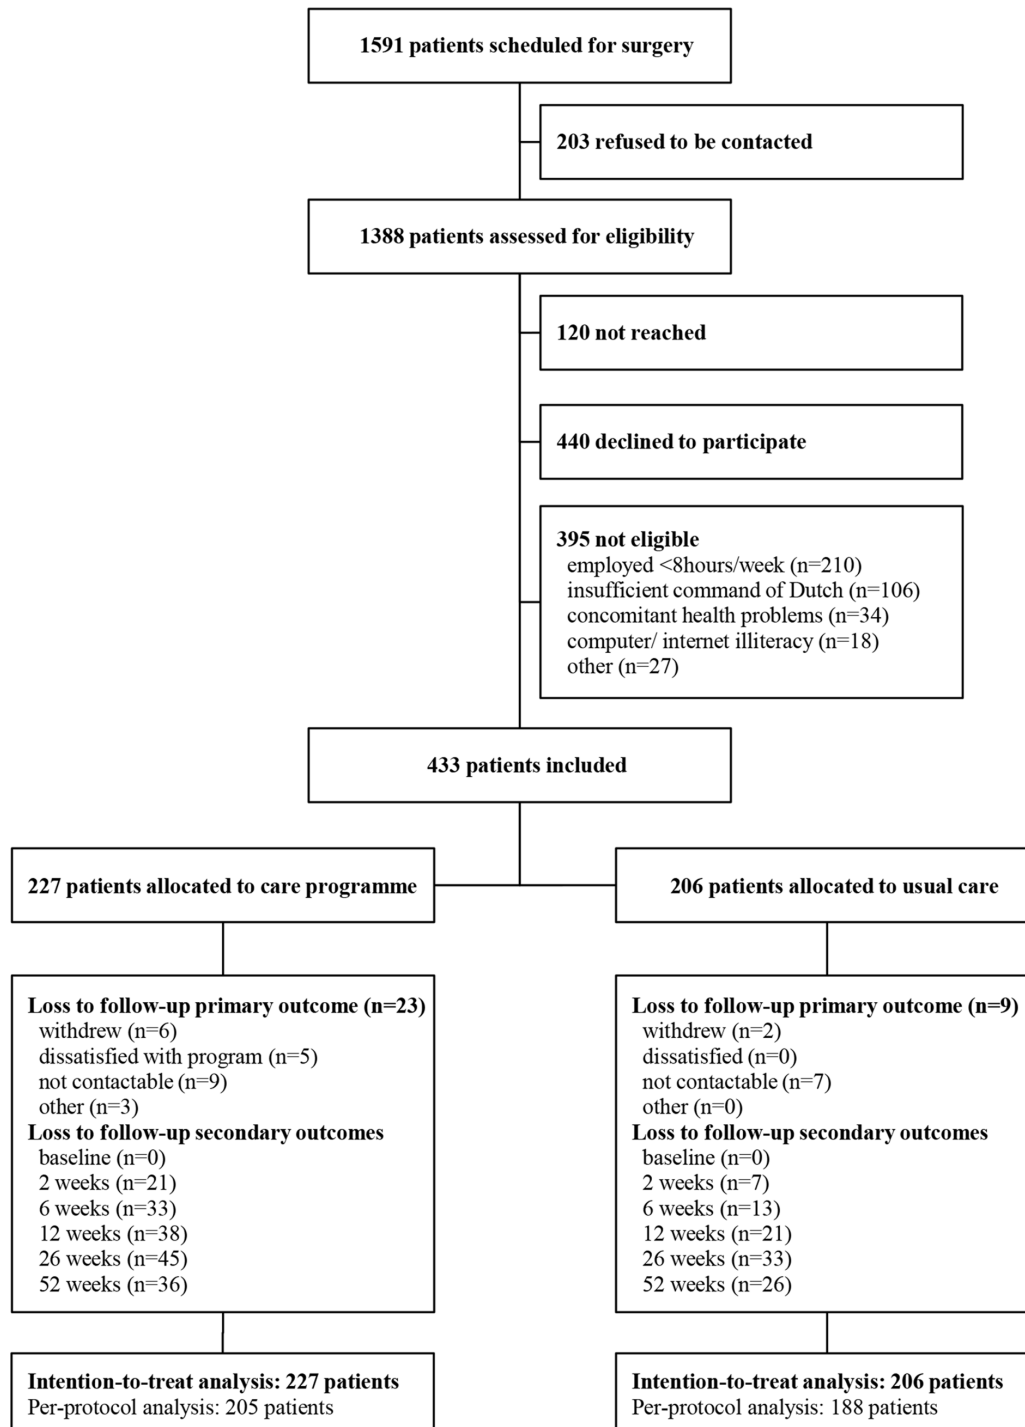 1591 patients scheduled for surgery
203 refused to be contacted
1388 patients assessed for eligibility
120 not reached
440 declined to participate
395 not eligible
employed <8hours/week (n=210)
insufficient command of Dutch (n=106)
concomitant health problems (n=34)
computer/ internet illiteracy (n=18)
other (n=27)
433 patients included
227 patients allocated to care programme
206 patients allocated to usual care
Loss to follow-up primary outcome (n=23)
withdrew (n=6)
dissatisfied with program (n=5)
not contactable (n=9)
other (n=3)
Loss to follow-up secondary outcomes
baseline (n=0)
2 weeks (n=21)
6 weeks (n=33)
12 weeks (n=38)
26 weeks (n=45)
52 weeks (n=36)
Loss to follow-up primary outcome (n=9)
withdrew (n=2)
dissatisfied (n=0)
not contactable (n=7)
other (n=0)
Loss to follow-up secondary outcomes
baseline (n=0)
2 weeks (n=7)
6 weeks (n=13)
12 weeks (n=21)
26 weeks (n=33)
52 weeks (n=26)
Intention-to-treat analysis: 227 patients
Per-protocol analysis: 205 patients
Intention-to-treat analysis: 206 patients
Per-protocol analysis: 188 patients